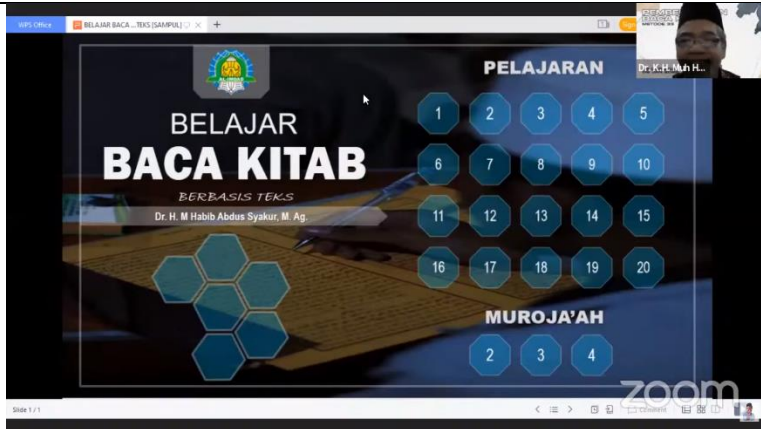 WPS Office
BELAJAR BACA ...TEKS [SAMPUL]
Dr. K.H. Muh H...
BELAJAR
BACA KITAB
BERBASIS TEKS
Dr. H. M Habib Abdus Syakur, M. Ag.
PELAJARAN
1 2 3 4 5
6 7 8 9 10
11 12 13 14 15
16 17 18 19 20
MUROJA'AH
2 3 4
zoom
Slide 1 / 1